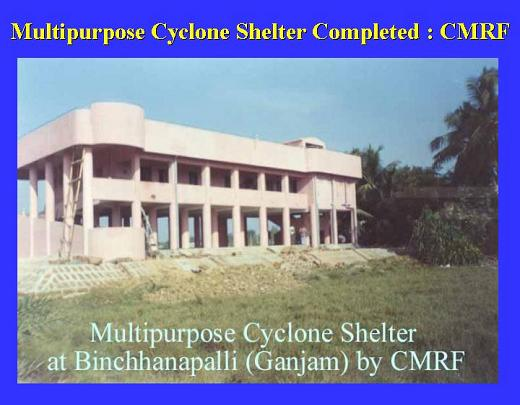 Multipurpose Cyclone Shelter Completed : CMRF
Multipurpose Cyclone Shelter
at Binchhanapalli (Ganjam) by CMRF